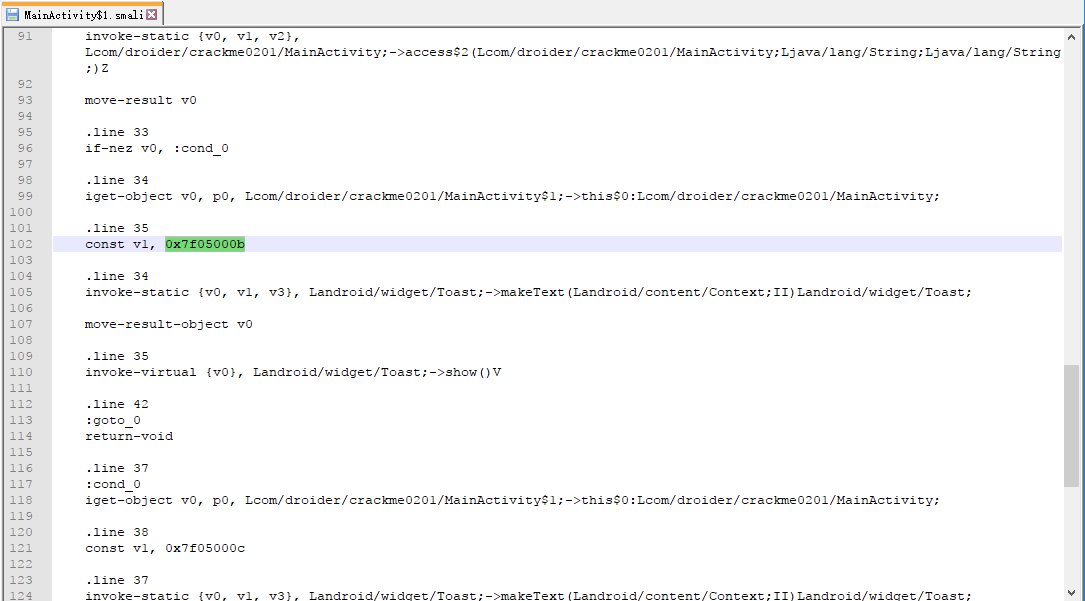 MainActivity$1.smali
91 invoke-static {v0, v1, v2},
Lcom/droider/crackme0201/MainActivity;->access$2(Lcom/droider/crackme0201/MainActivity;Ljava/lang/String;Ljava/lang/String
;)Z
92
93 move-result v0
94
95 .line 33
96 if-nez v0, :cond_0
97
98 .line 34
99 iget-object v0, p0, Lcom/droider/crackme0201/MainActivity$1;->this$0:Lcom/droider/crackme0201/MainActivity;
100
101 .line 35
102 const v1, 0x7f05000b
103
104 .line 34
105 invoke-static {v0, v1, v3}, Landroid/widget/Toast;->makeText(Landroid/content/Context;II)Landroid/widget/Toast;
106
107 move-result-object v0
108
109 .line 35
110 invoke-virtual {v0}, Landroid/widget/Toast;->show()V
111
112 .line 42
113 :goto_0
114 return-void
115
116 .line 37
117 :cond_0
118 iget-object v0, p0, Lcom/droider/crackme0201/MainActivity$1;->this$0:Lcom/droider/crackme0201/MainActivity;
119
120 .line 38
121 const v1, 0x7f05000c
122
123 .line 37
124 invoke-static {v0, v1, v3}, Landroid/widget/Toast;->makeText(Landroid/content/Context;II)Landroid/widget/Toast;